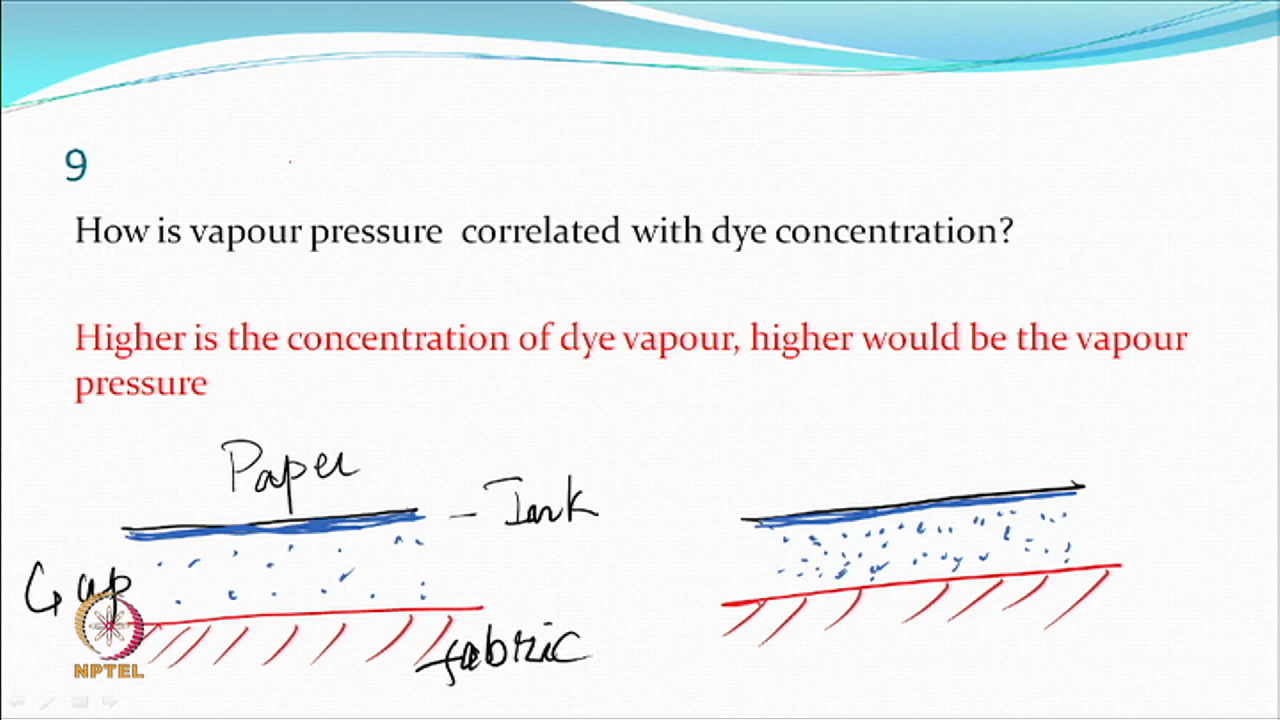 9
How is vapour pressure correlated with dye concentration?
Higher is the concentration of dye vapour, higher would be the vapour
pressure
Paper
Ink
Gap
fabric
NPTEL